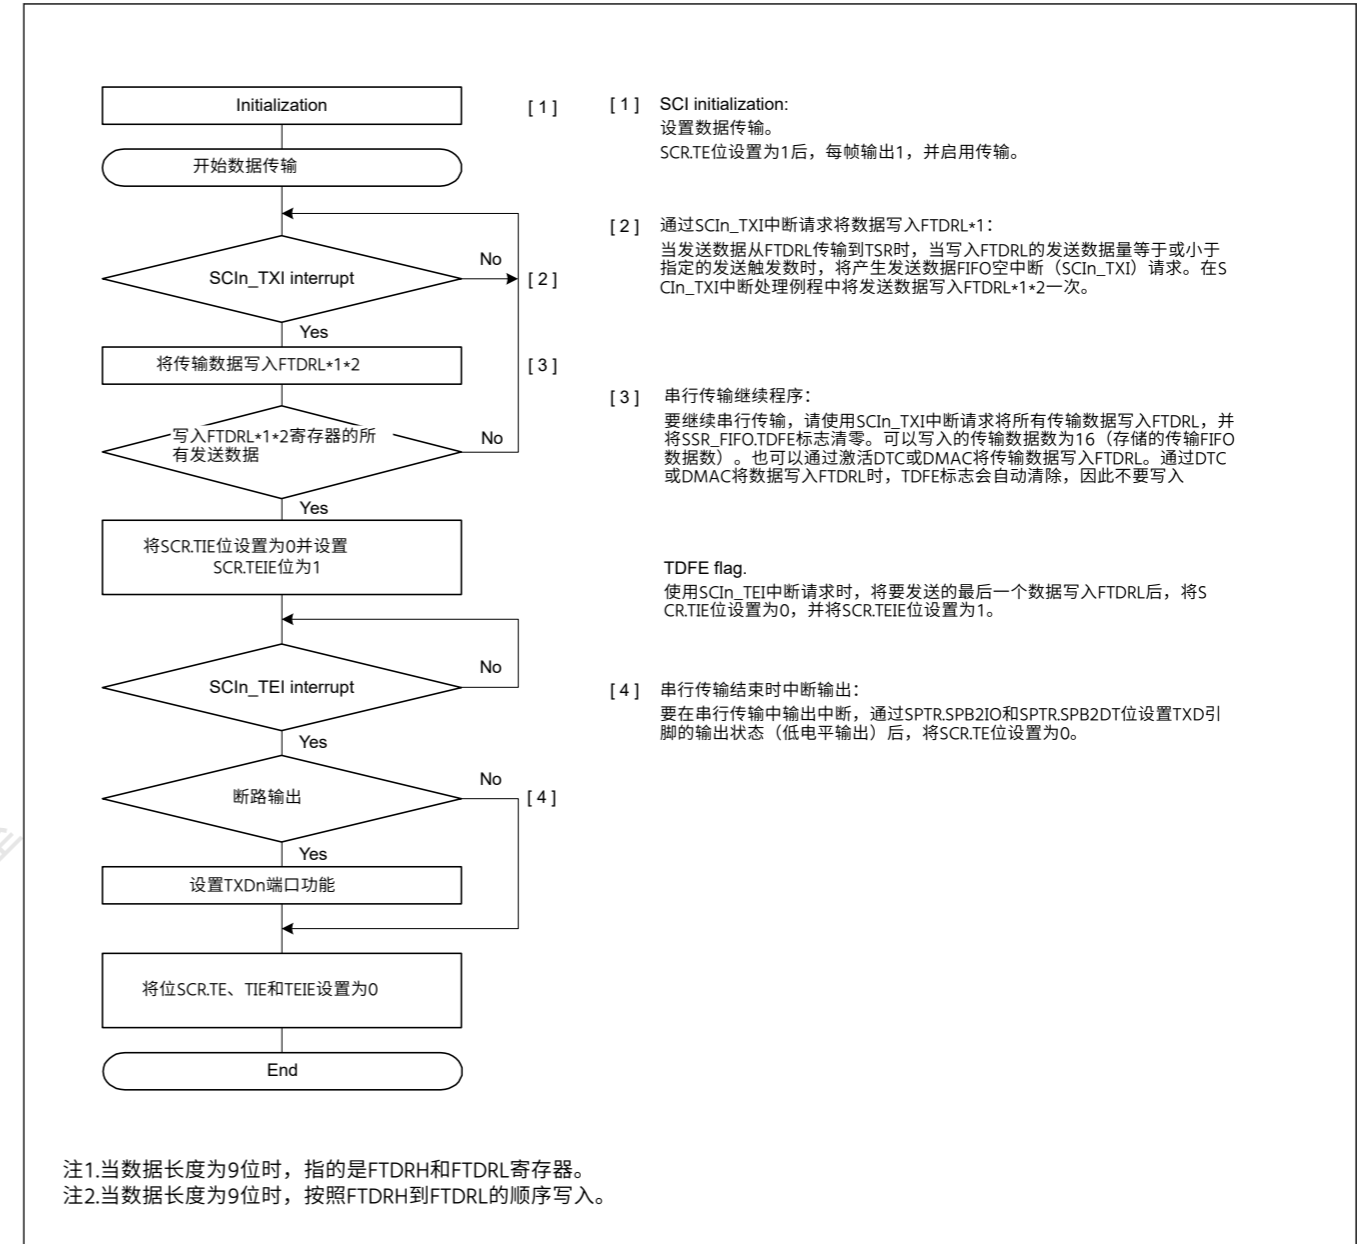 Initialization
[ 1 ]
开始数据传输
SCIn_TXI interrupt
No
[ 2 ]
Yes
将传输数据写入FTDRL*1*2
[ 3 ]
写入FTDRL*1*2寄存器的所
有发送数据
No
Yes
将SCR.TIE位设置为0并设置
SCR.TEIE位为1
SCIn_TEI interrupt
No
Yes
断路输出
No
[ 4 ]
Yes
设置TXDn端口功能
将位SCR.TE、TIE和TEIE设置为0
End
[ 1 ] SCI initialization:
设置数据传输。
SCR.TE位设置为1后，每帧输出1，并启用传输。
[ 2 ] 通过SCIn_TXI中断请求将数据写入FTDRL*1：
当发送数据从FTDRL传输到TSR时，当写入FTDRL的发送数据量等于或小于
指定的发送触发数时，将产生发送数据FIFO空中断（SCIn_TXI）请求。在S
CIn_TXI中断处理例程中将发送数据写入FTDRL*1*2一次。
[ 3 ] 串行传输继续程序：
要继续串行传输，请使用SCIn_TXI中断请求将所有传输数据写入FTDRL，并
将SSR_FIFO.TDFE标志清零。可以写入的传输数据数为16（存储的传输FIFO
数据数）。也可以通过激活DTC或DMAC将传输数据写入FTDRL。通过DTC
或DMAC将数据写入FTDRL时，TDFE标志会自动清除，因此不要写入
TDFE flag.
使用SCIn_TEI中断请求时，将要发送的最后一个数据写入FTDRL后，将S
CR.TIE位设置为0，并将SCR.TEIE位设置为1。
[ 4 ] 串行传输结束时中断输出：
要在串行传输中输出中断，通过SPTR.SPB2IO和SPTR.SPB2DT位设置TXD引
脚的输出状态（低电平输出）后，将SCR.TE位设置为0。
注1.当数据长度为9位时，指的是FTDRH和FTDRL寄存器。
注2.当数据长度为9位时，按照FTDRH到FTDRL的顺序写入。